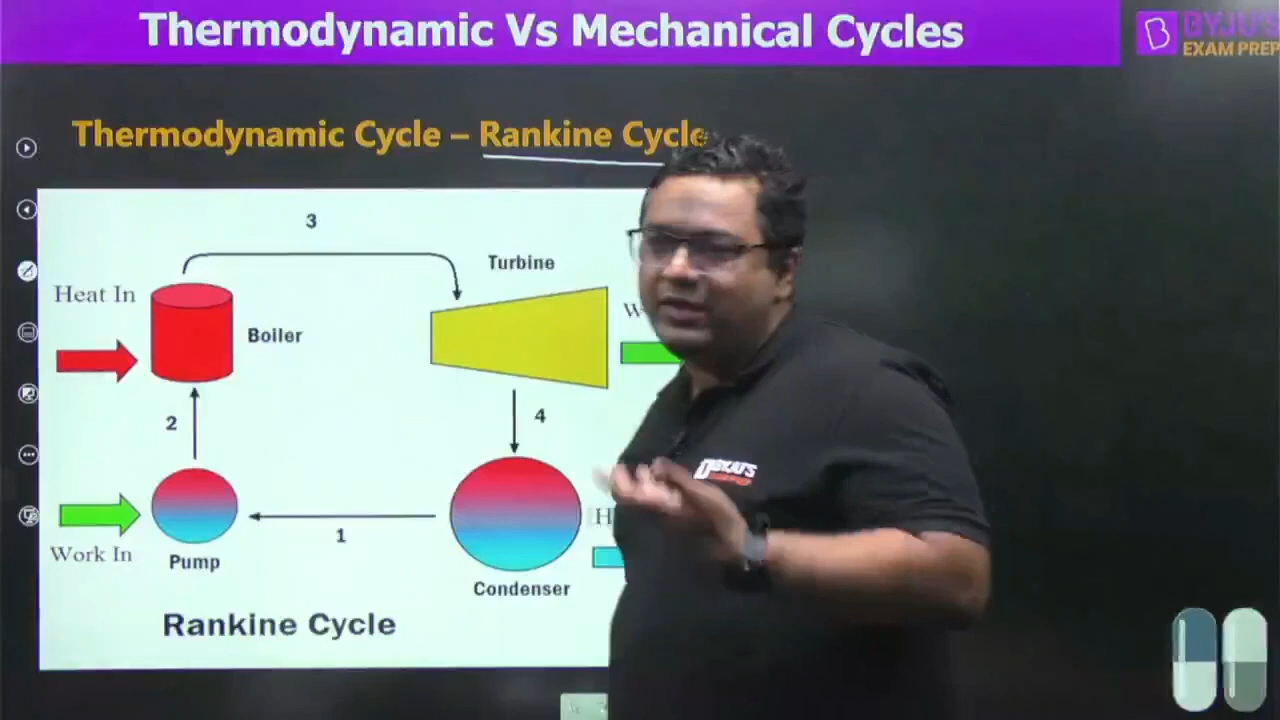 Thermodynamic Vs Mechanical Cycles
BYJU'S
EXAM PREP
Thermodynamic Cycle – Rankine Cycle
3
Turbine
Heat In
Boiler
2
4
1
Work In
Pump
Condenser
Rankine Cycle